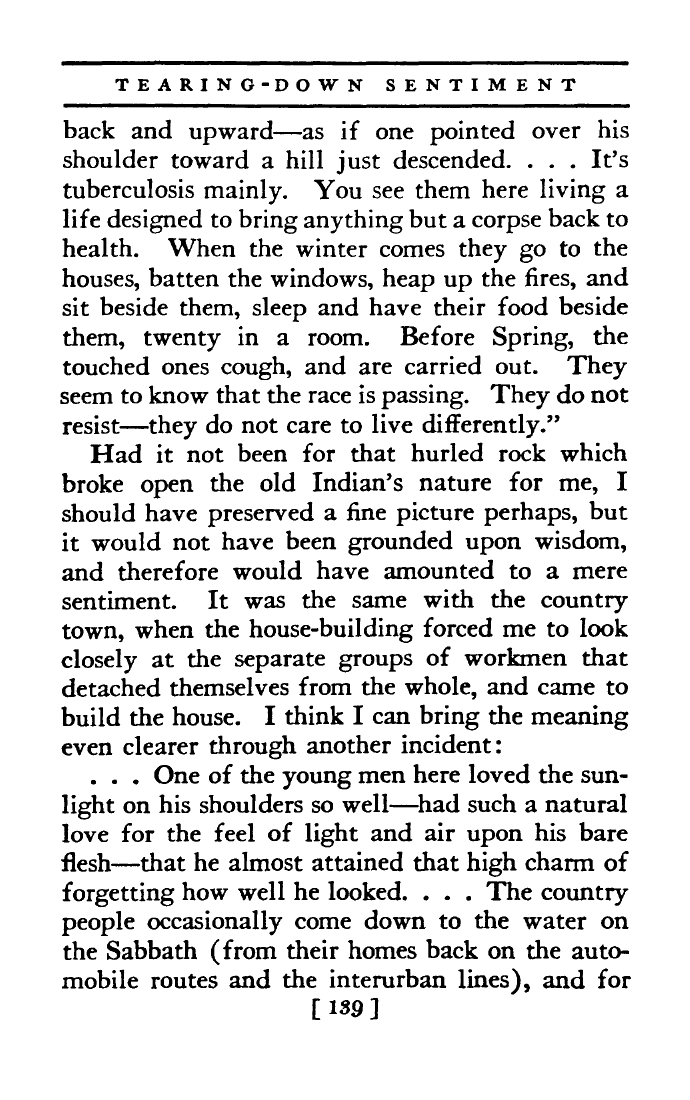 TEARING-DOWN SENTIMENT
back and upward—as if one pointed over his
shoulder toward a hill just descended. . . . It's
tuberculosis mainly. You see them here living a
life designed to bring anything but a corpse back to
health. When the winter comes they go to the
houses, batten the windows, heap up the fires, and
sit beside them, sleep and have their food beside
them, twenty in a room. Before Spring, the
touched ones cough, and are carried out. They
seem to know that the race is passing. They do not
resist—they do not care to live differently.”
Had it not been for that hurled rock which
broke open the old Indian's nature for me, I
should have preserved a fine picture perhaps, but
it would not have been grounded upon wisdom,
and therefore would have amounted to a mere
sentiment. It was the same with the country
town, when the house-building forced me to look
closely at the separate groups of workmen that
detached themselves from the whole, and came to
build the house. I think I can bring the meaning
even clearer through another incident:
. . . One of the young men here loved the sun-
light on his shoulders so well—had such a natural
love for the feel of light and air upon his bare
flesh—that he almost attained that high charm of
forgetting how well he looked. . . . The country
people occasionally come down to the water on
the Sabbath (from their homes back on the auto-
mobile routes and the interurban lines), and for
[ 139 ]